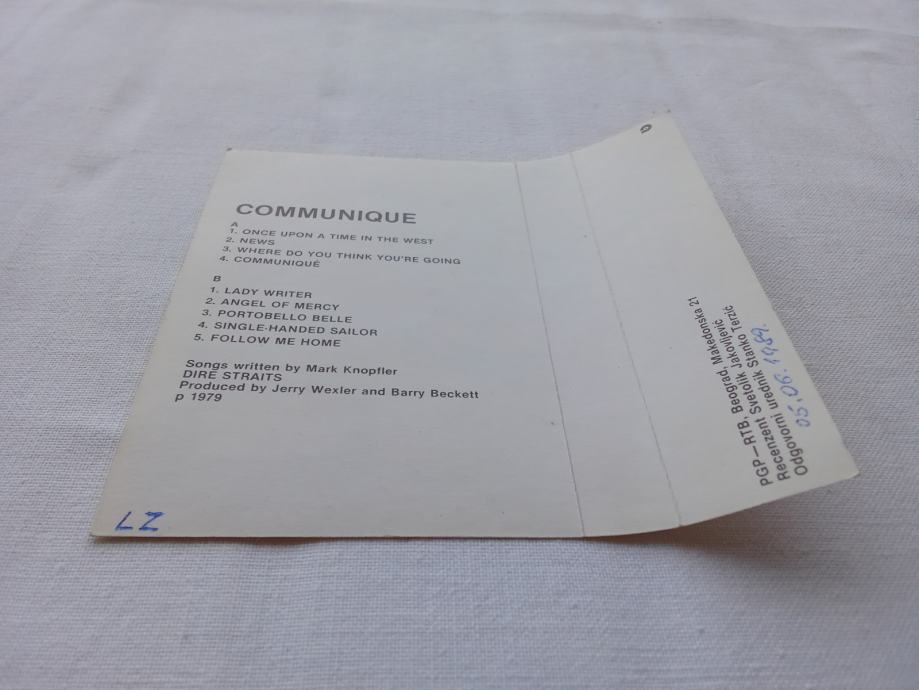 COMMUNIQUE
A
1. ONCE UPON A TIME IN THE WEST
2. NEWS
3. WHERE DO YOU THINK YOU'RE GOING
4. COMMUNIQUÉ
B
1. LADY WRITER
2. ANGEL OF MERCY
3. PORTOBELLO BELLE
4. SINGLE-HANDED SAILOR
5. FOLLOW ME HOME
Songs written by Mark Knopfler
DIRE STRAITS
Produced by Jerry Wexler and Barry Beckett
p 1979
LZ
PGP—RTB, Beograd, Makedonska 21
Recenzent Svetolik Jakovljević
Odgovorni urednik Stanko Terzić
05.06.1989.